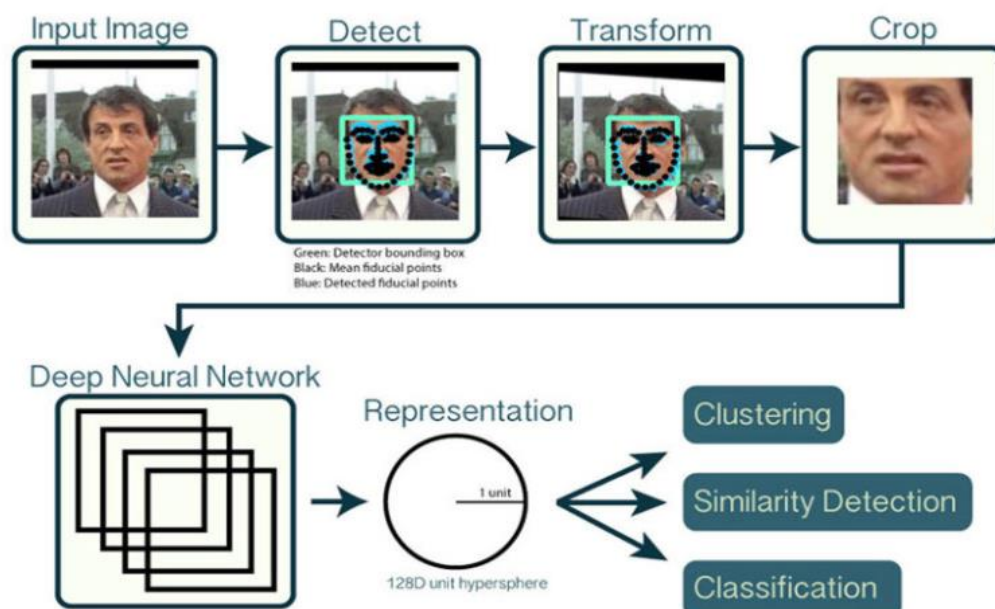 Input Image
Detect
Transform
Crop
Green: Detector bounding box
Black: Mean fiducial points
Blue: Detected fiducial points
Deep Neural Network
Representation
1 unit
128D unit hypersphere
Clustering
Similarity Detection
Classification